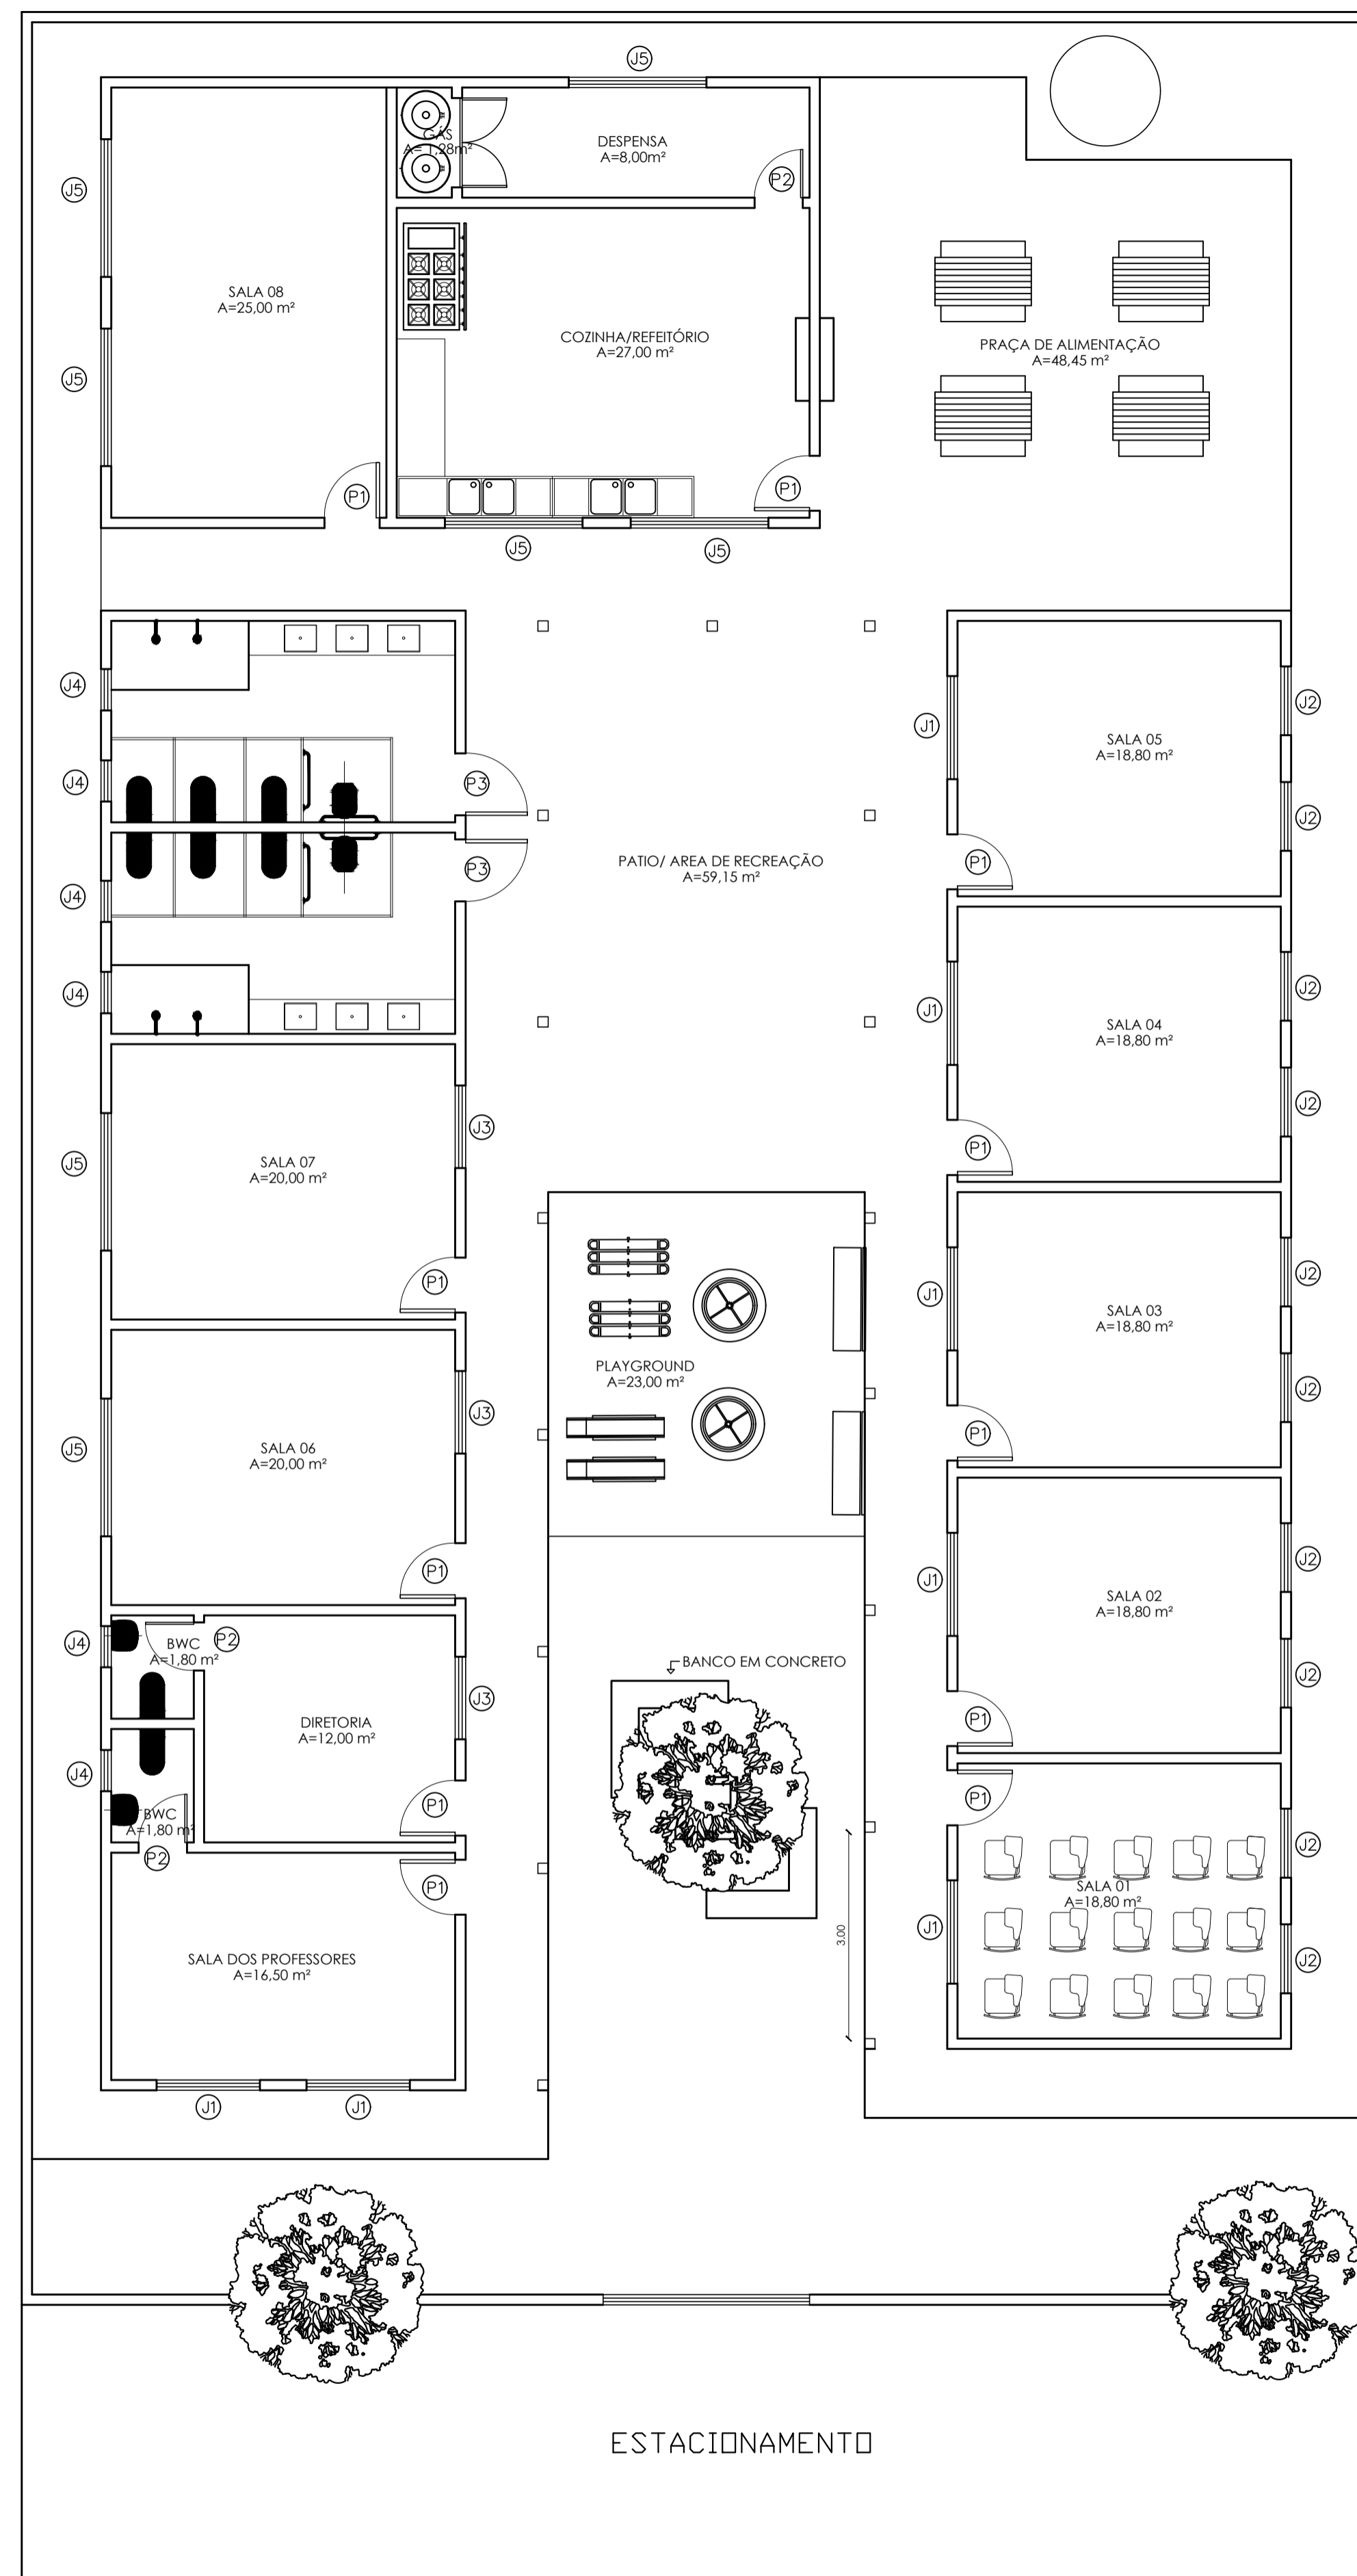 J5
GÁS
A= 1,28m²
DESPENSA
A=8,00m²
P2
J5
SALA 08
A=25,00 m²
COZINHA/REFEITÓRIO
A=27,00 m²
PRAÇA DE ALIMENTAÇÃO
A=48,45 m²
J5
P1
P1
J5
J5
J4
J1
SALA 05
A=18,80 m²
J2
J4
P3
J2
PATIO/ AREA DE RECREAÇÃO
A=59,15 m²
P3
P1
J4
J4
J1
SALA 04
A=18,80 m²
J2
J2
J3
P1
J5
SALA 07
A=20,00 m²
P1
J1
SALA 03
A=18,80 m²
J2
PLAYGROUND
A=23,00 m²
J2
J3
P1
J5
SALA 06
A=20,00 m²
P1
J1
SALA 02
A=18,80 m²
J2
J4
BWC
A=1,80 m²
P2
BANCO EM CONCRETO
J2
J3
DIRETORIA
A=12,00 m²
P1
J4
BWC
A=1,80 m²
P1
P1
J2
P2
P1
SALA 01
A=18,80 m²
J1
3.00
SALA DOS PROFESSORES
A=16,50 m²
J2
J1
J1
ESTACIONAMENTO